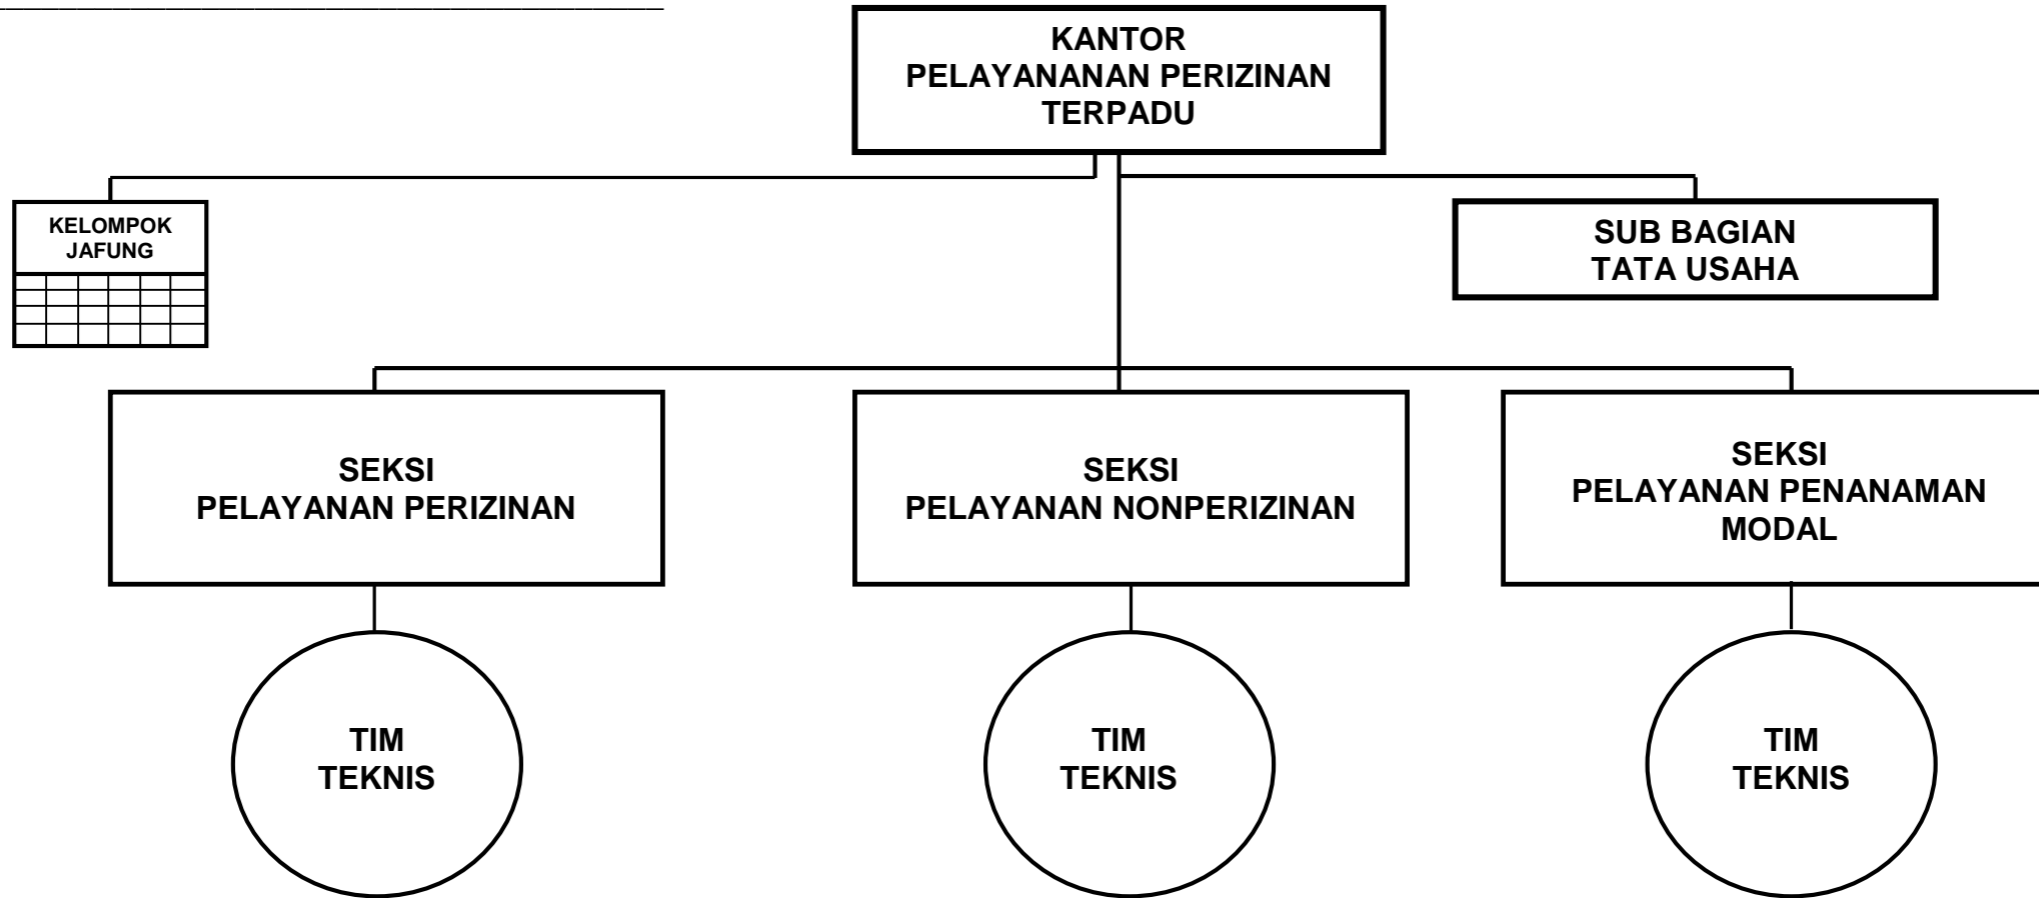 KANTOR
PELAYANANAN PERIZINAN
TERPADU
KELOMPOK
JAFUNG
SUB BAGIAN
TATA USAHA
SEKSI
PELAYANAN PERIZINAN
SEKSI
PELAYANAN NONPERIZINAN
SEKSI
PELAYANAN PENANAMAN
MODAL
TIM
TEKNIS
TIM
TEKNIS
TIM
TEKNIS